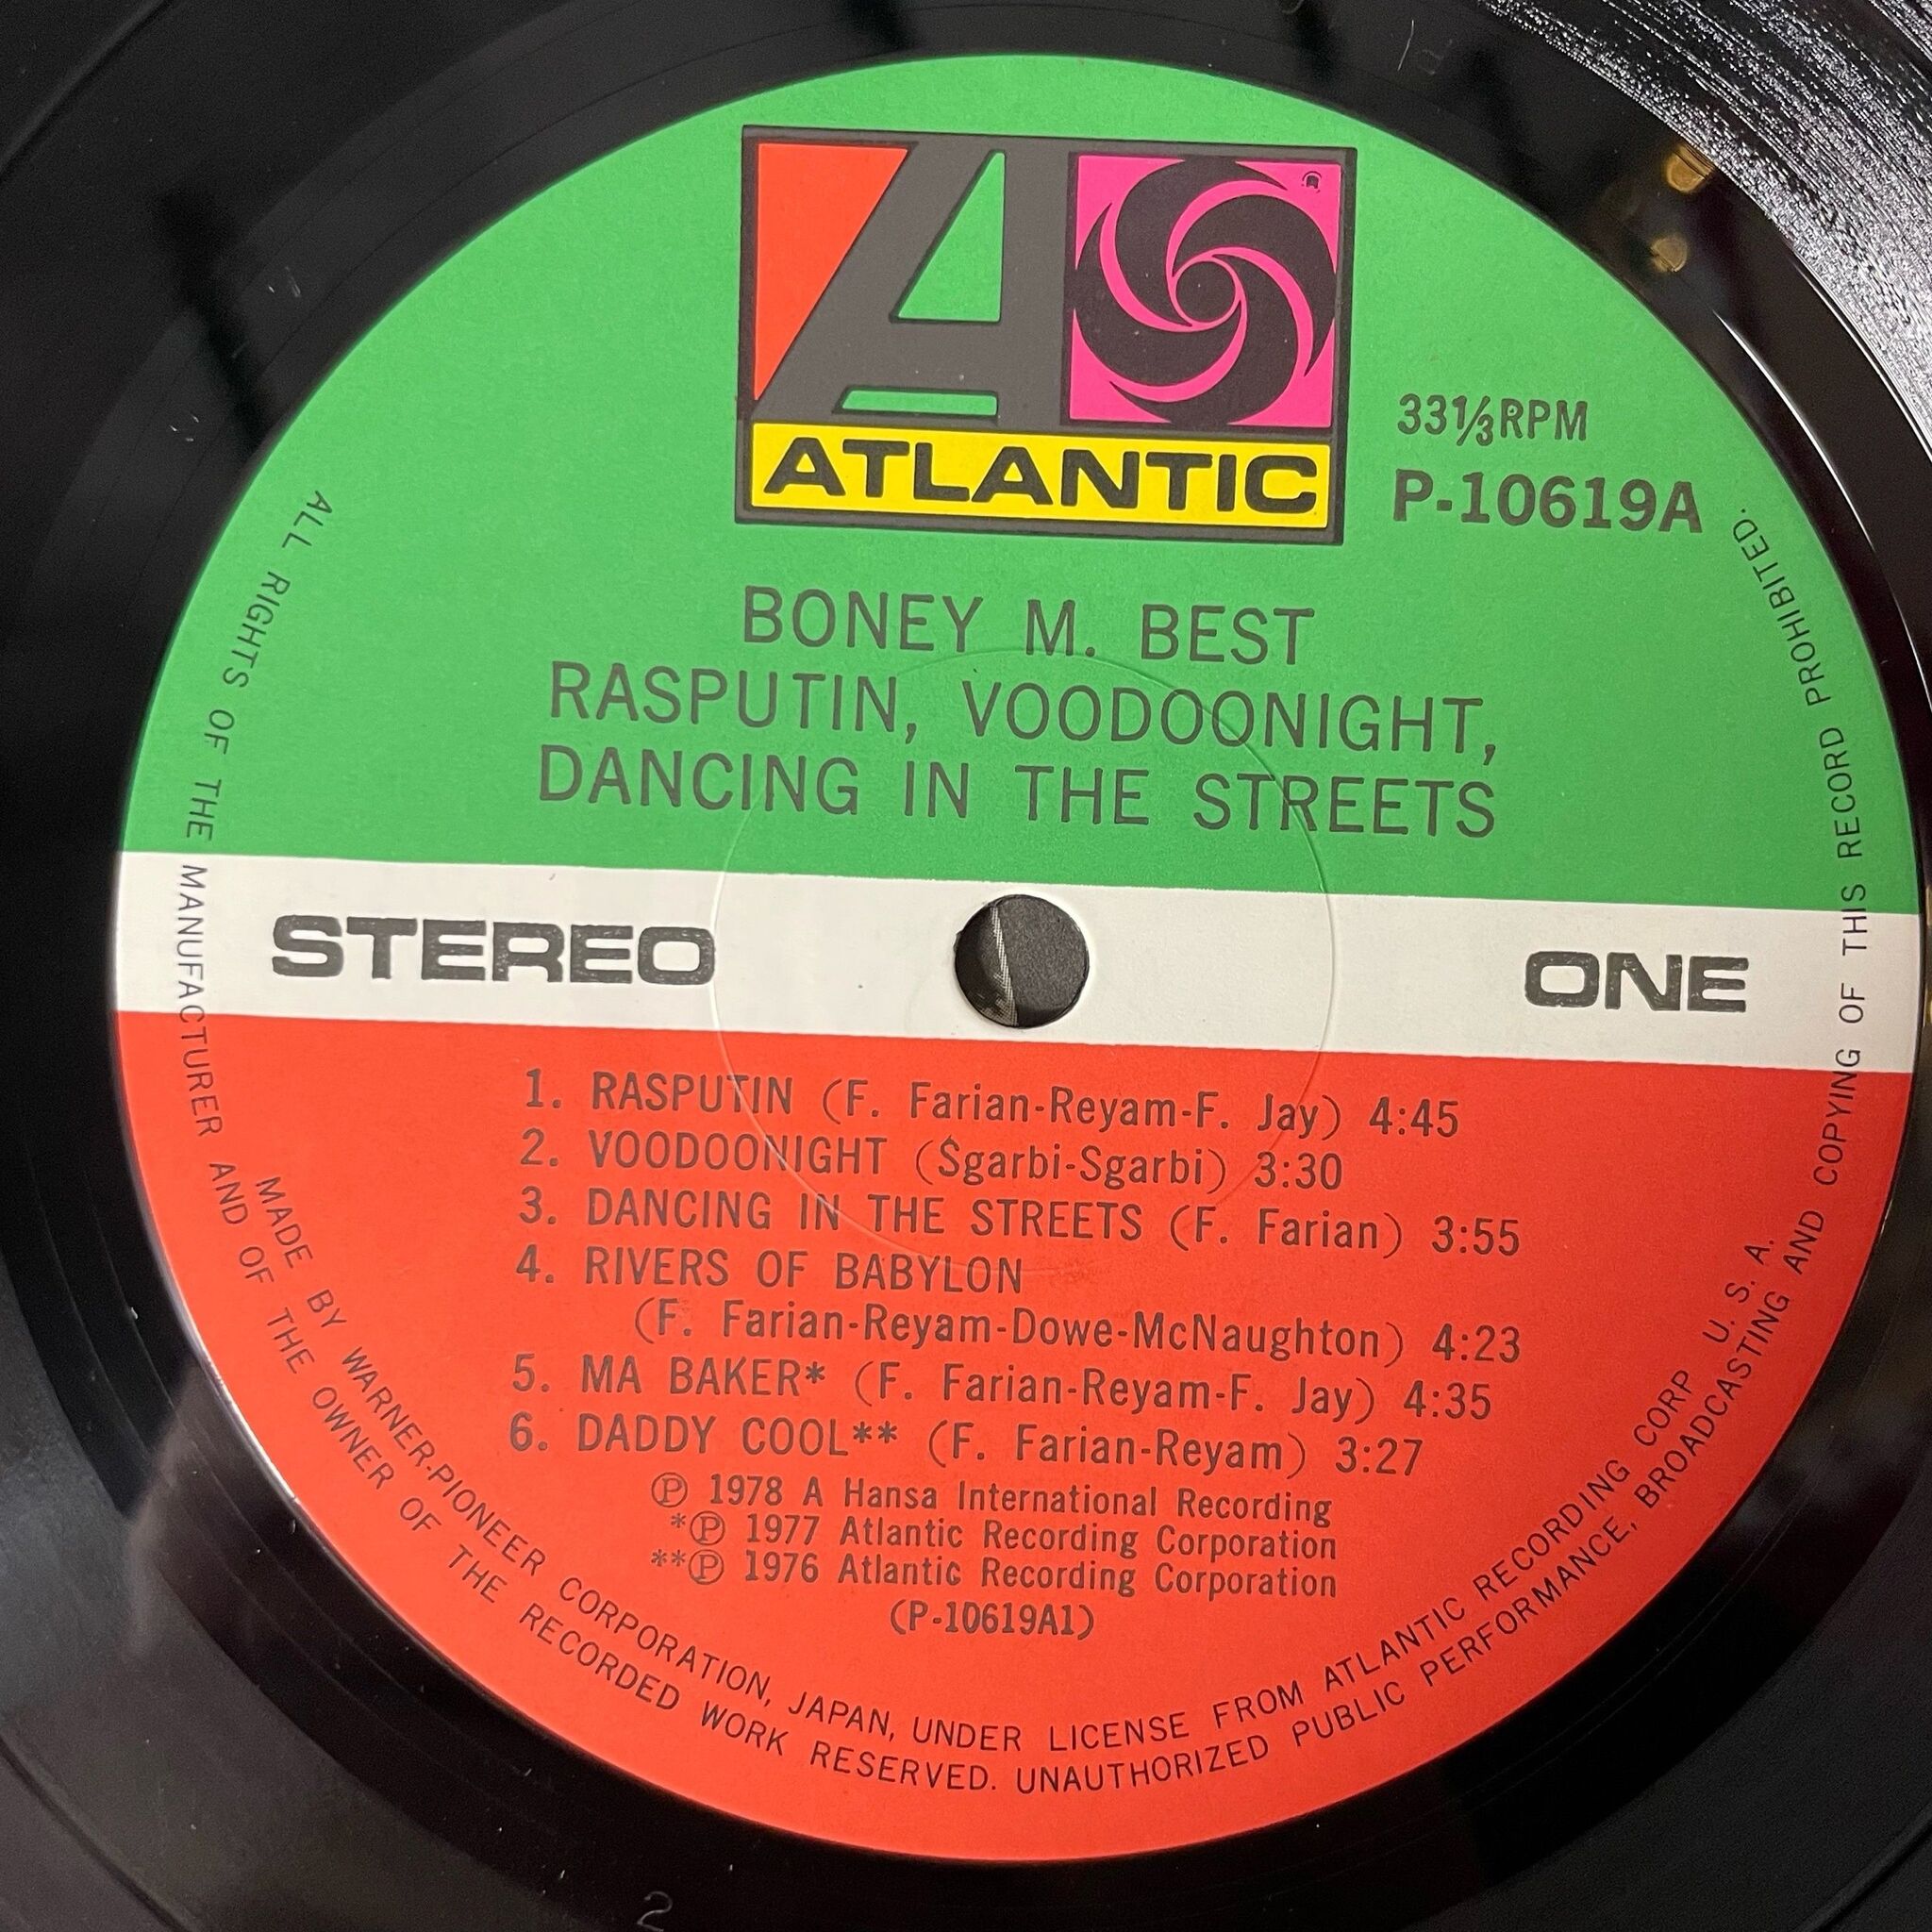 ATLANTIC
33⅓RPM
P-10619A
BONEY M. BEST
RASPUTIN, VOODOONIGHT,
DANCING IN THE STREETS
STEREO
ONE
1. RASPUTIN (F. Farian-Reyam-F. Jay) 4:45
2. VOODOONIGHT (Sgarbi-Sgarbi) 3:30
3. DANCING IN THE STREETS (F. Farian) 3:55
4. RIVERS OF BABYLON
(F. Farian-Reyam-Dowe-McNaughton) 4:23
5. MA BAKER* (F. Farian-Reyam-F. Jay) 4:35
6. DADDY COOL** (F. Farian-Reyam) 3:27
℗ 1978 A Hansa International Recording
*℗ 1977 Atlantic Recording Corporation
**℗ 1976 Atlantic Recording Corporation
(P-10619A1)
MADE BY WARNER-PIONEER CORPORATION, JAPAN, UNDER LICENSE FROM ATLANTIC RECORDING CORP U. S. A.
ALL RIGHTS OF THE MANUFACTURER AND OF THE OWNER OF THE RECORDED WORK RESERVED. UNAUTHORIZED PUBLIC PERFORMANCE, BROADCASTING AND COPYING OF THIS RECORD PROHIBITED.
2